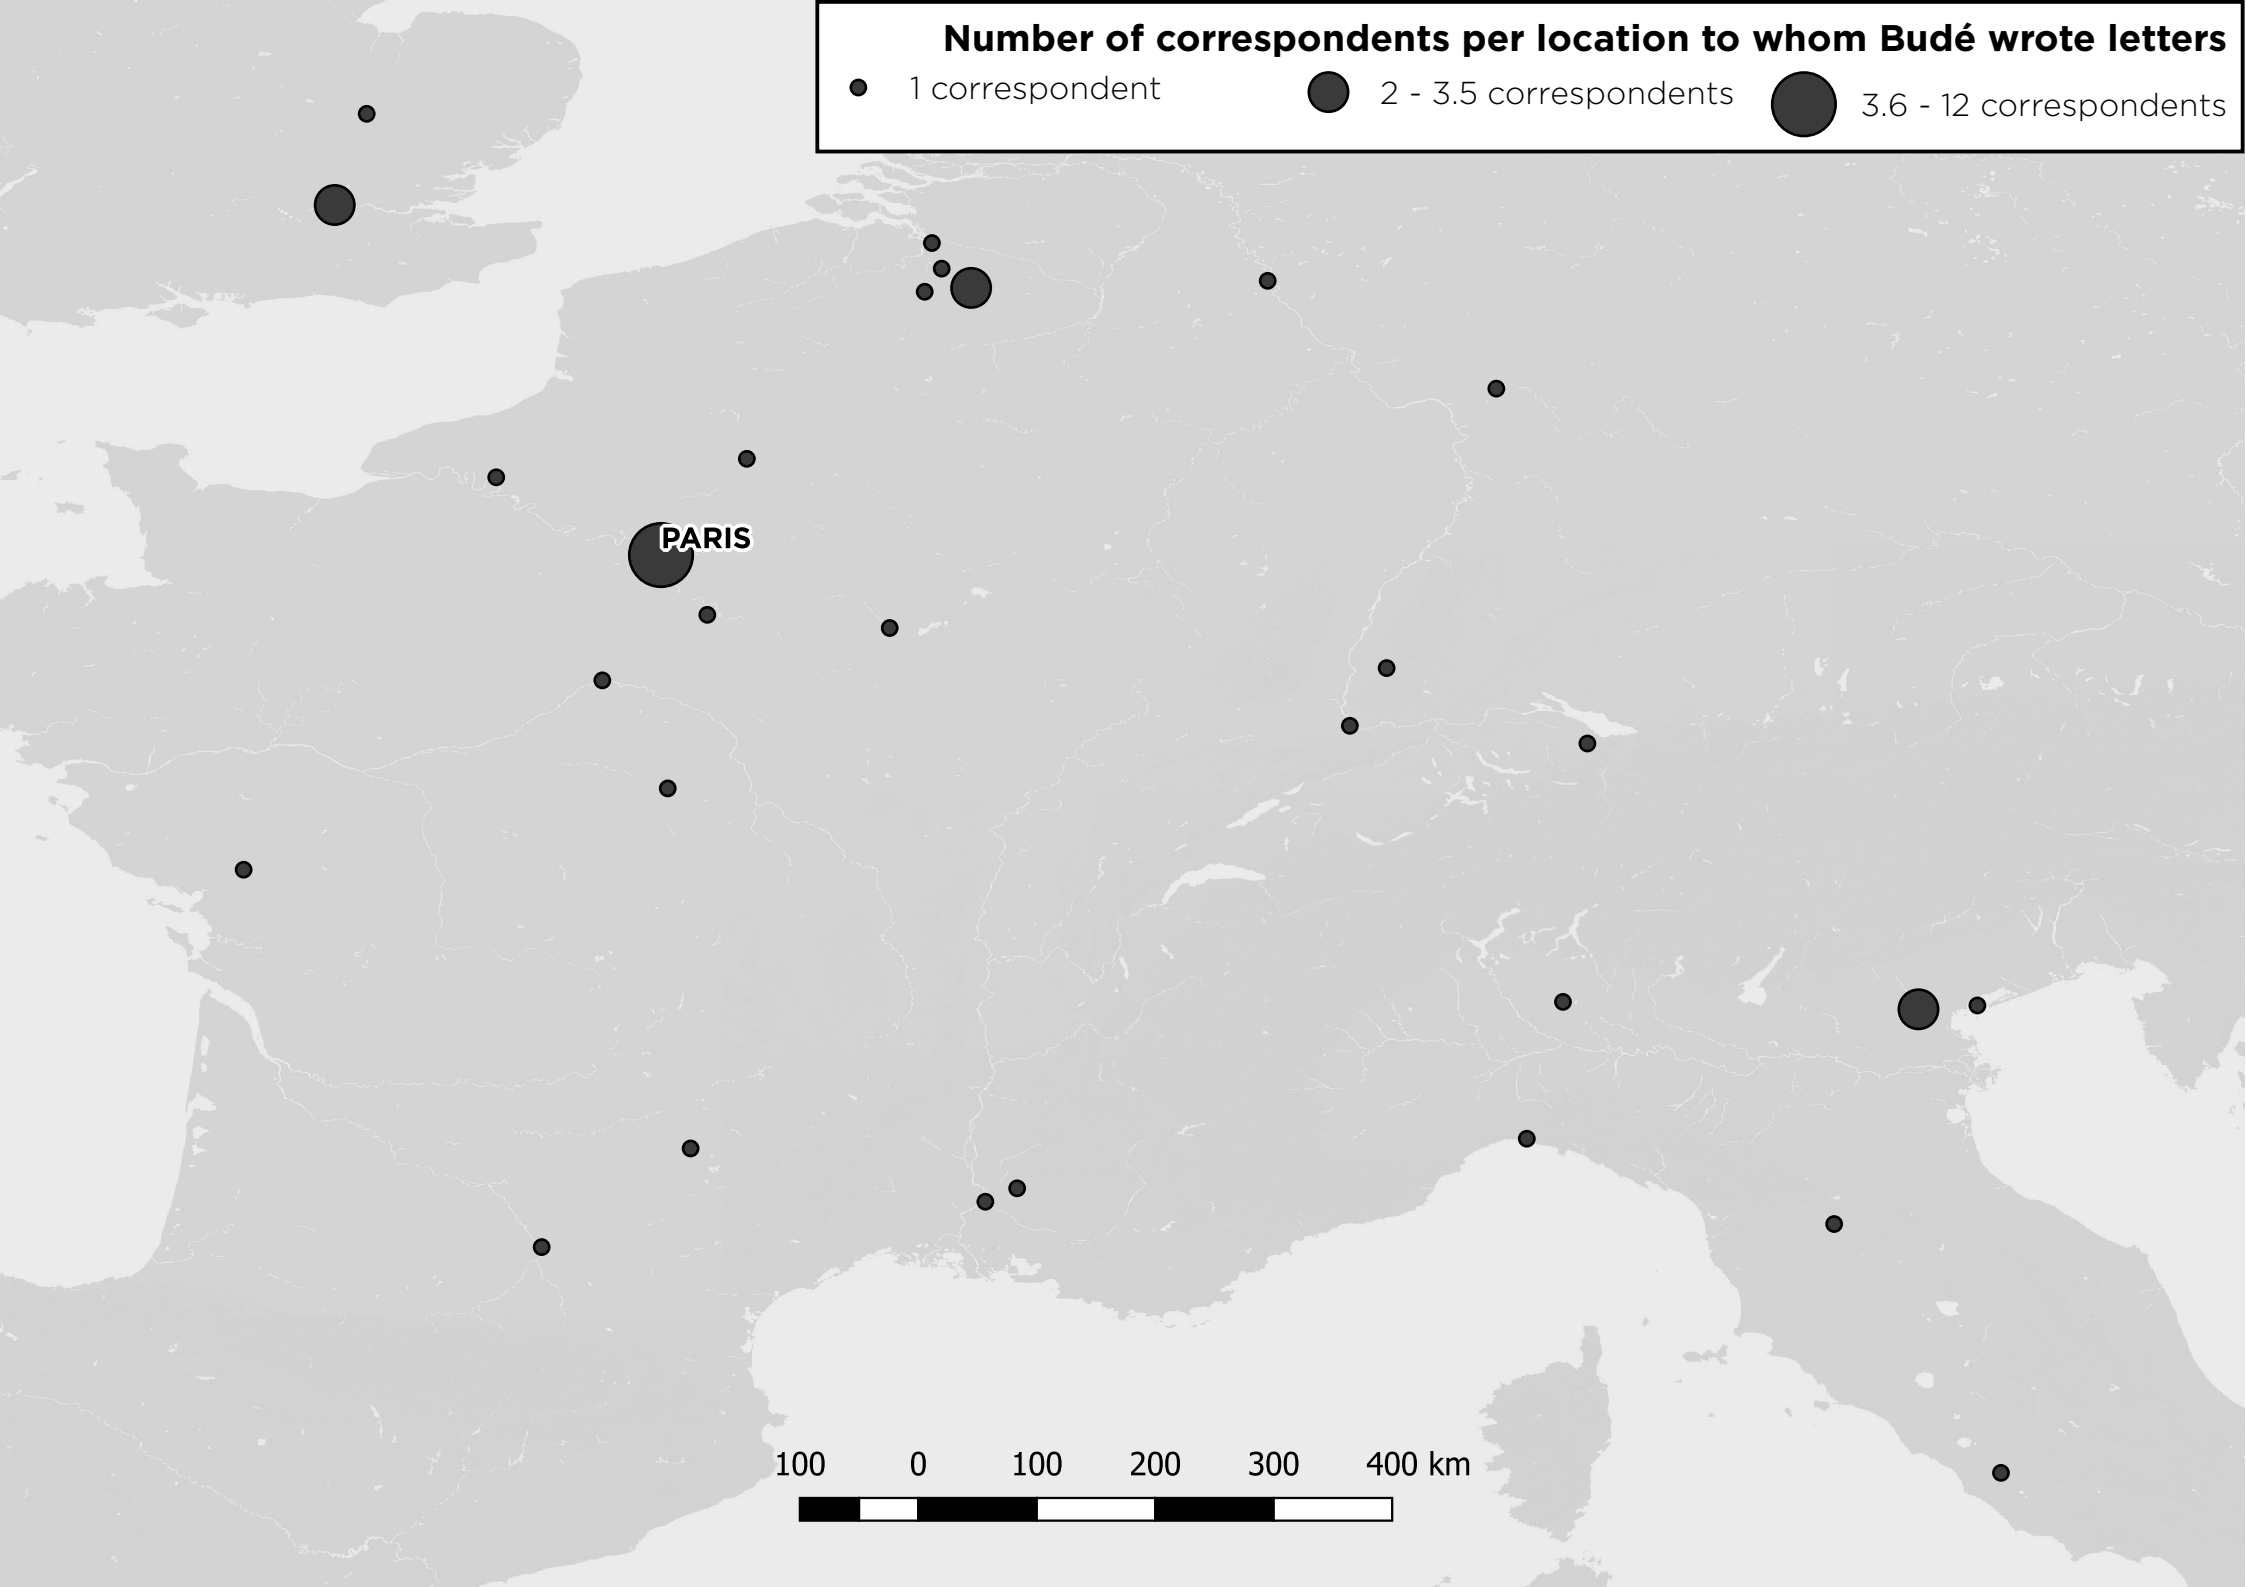 Number of correspondents per location to whom Budé wrote letters
1 correspondent
2 - 3.5 correspondents
3.6 - 12 correspondents
PARIS
100 0 100 200 300 400 km